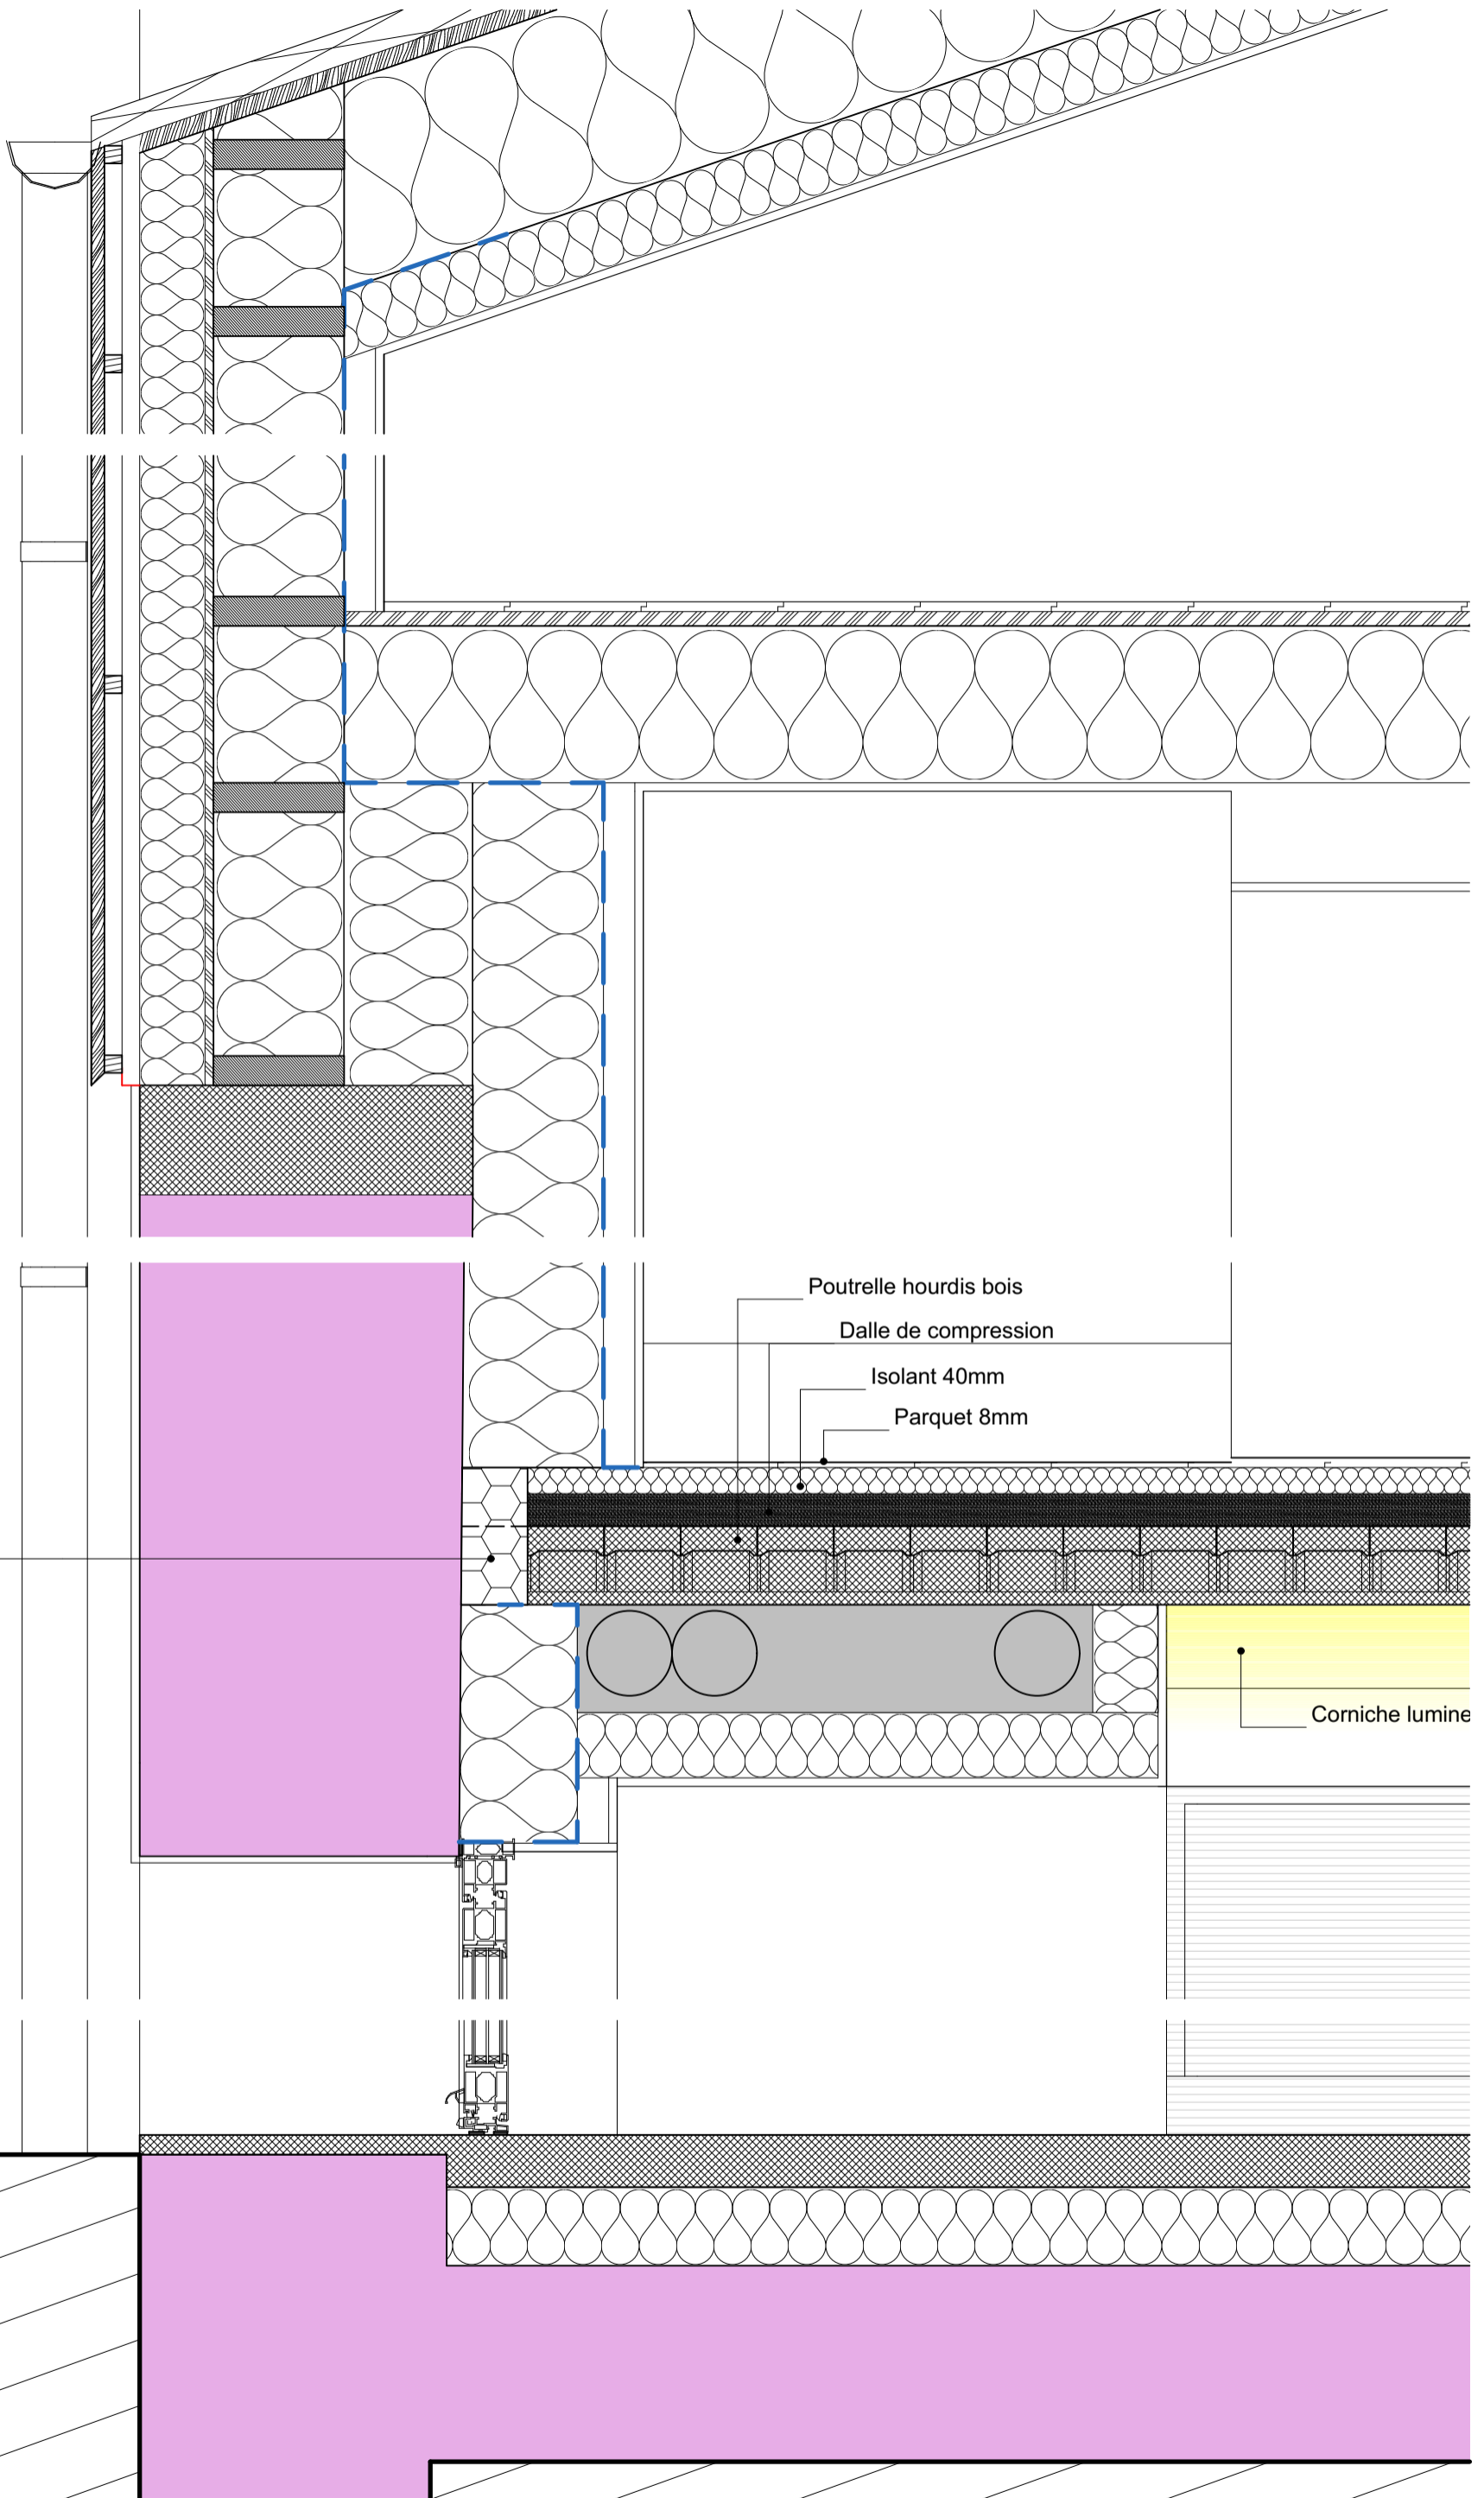 Poutrelle hourdis bois
Dalle de compression
Isolant 40mm
Parquet 8mm
Corniche lumine